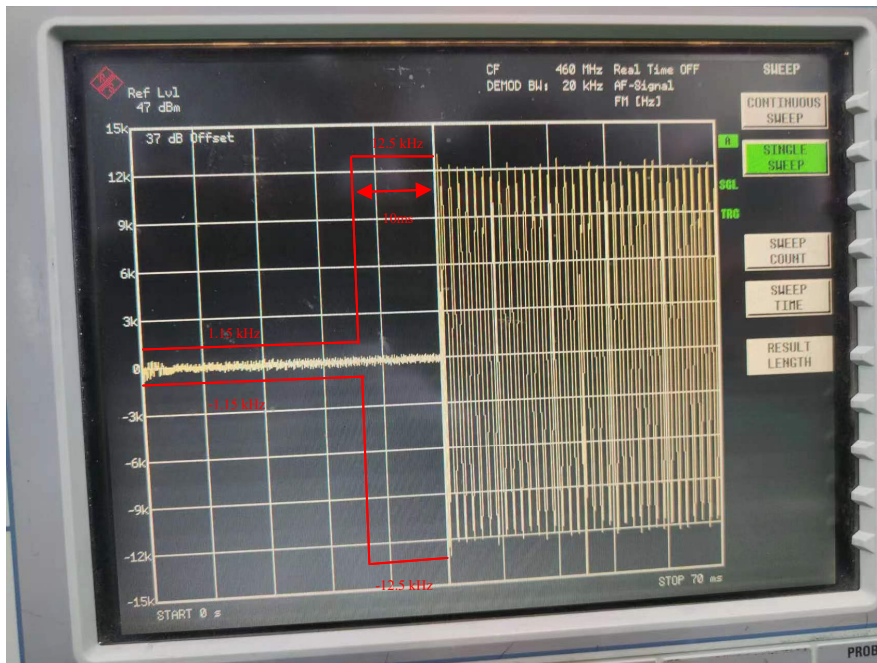 CF 460 MHz Real Time OFF
DEMOD BW: 20 kHz AF-Signal
FM [Hz]
SWEEP
Ref Lvl
47 dBm
37 dB Offset
CONTINUOUS
SWEEP
A
SINGLE
SWEEP
SGL
TRG
SWEEP
COUNT
SWEEP
TIME
RESULT
LENGTH
15k
12k
9k
6k
3k
0
-3k
-6k
-9k
-12k
-15k
12.5 kHz
10ms
1.15 kHz
-1.15 kHz
-12.5 kHz
START 0 s
STOP 70 ms
PROB